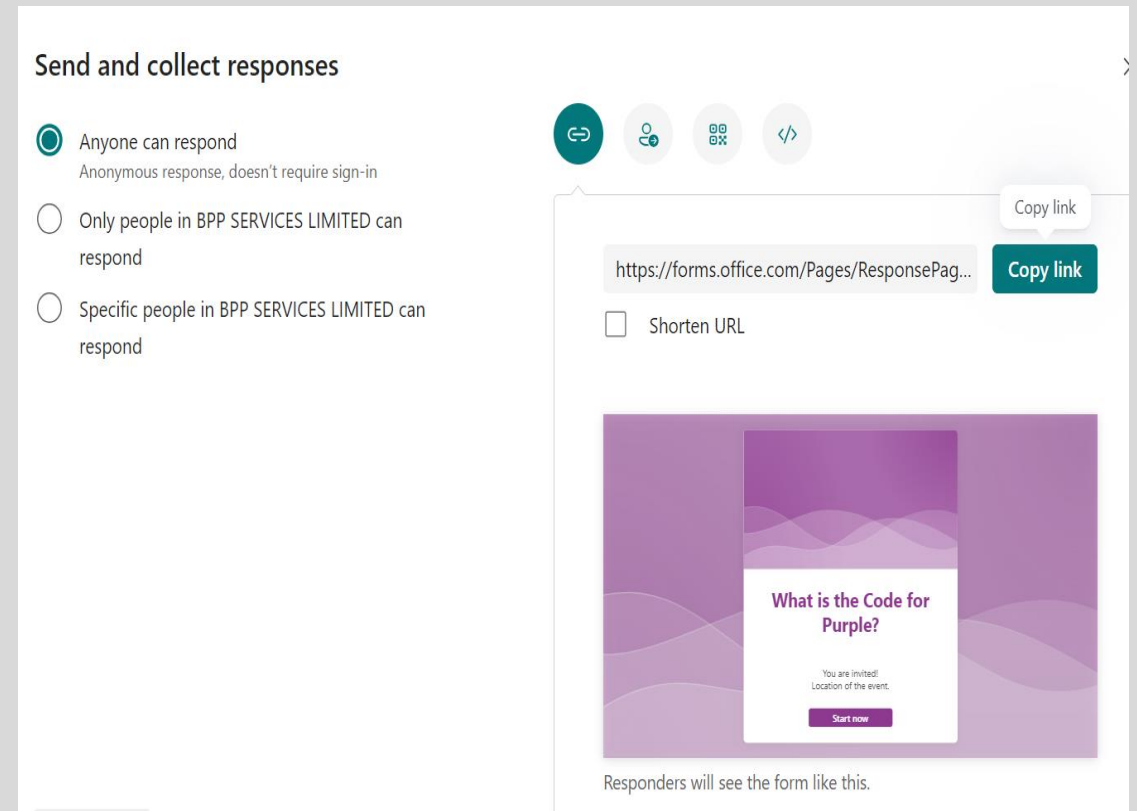 Send and collect responses
Anyone can respond
Anonymous response, doesn't require sign-in
Only people in BPP SERVICES LIMITED can
respond
Specific people in BPP SERVICES LIMITED can
respond
Copy link
https://forms.office.com/Pages/ResponsePag...
Copy link
Shorten URL
What is the Code for
Purple?
You are invited!
Location of the event.
Start now
Responders will see the form like this.